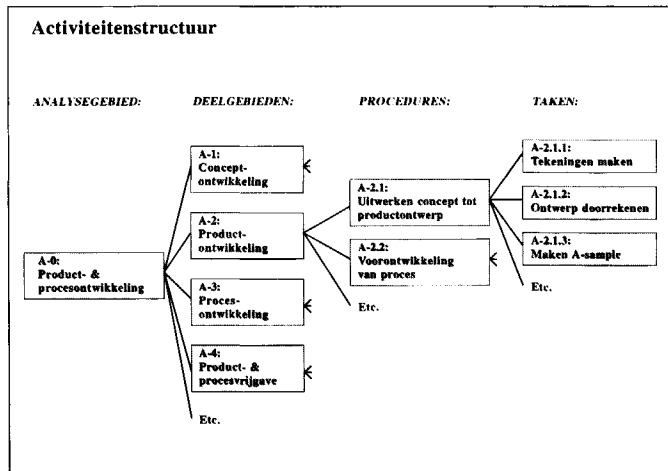 Activiteitenstructuur
ANALYSEGEBIED:
DEELGEBIEDEN:
PROCEDURES:
TAKEN:
A-0:
Product- &
procesontwikkeling
A-1:
Concept-
ontwikkeling
A-2:
Product-
ontwikkeling
A-3:
Proces-
ontwikkeling
A-4:
Product- &
procesvrijgave
Etc.
A-2.1:
Uitwerken concept tot
productontwerp
A-2.2:
Voorontwikkeling
van proces
Etc.
A-2.1.1:
Tekeningen maken
A-2.1.2:
Ontwerp doorrekenen
A-2.1.3:
Maken A-sample
Etc.